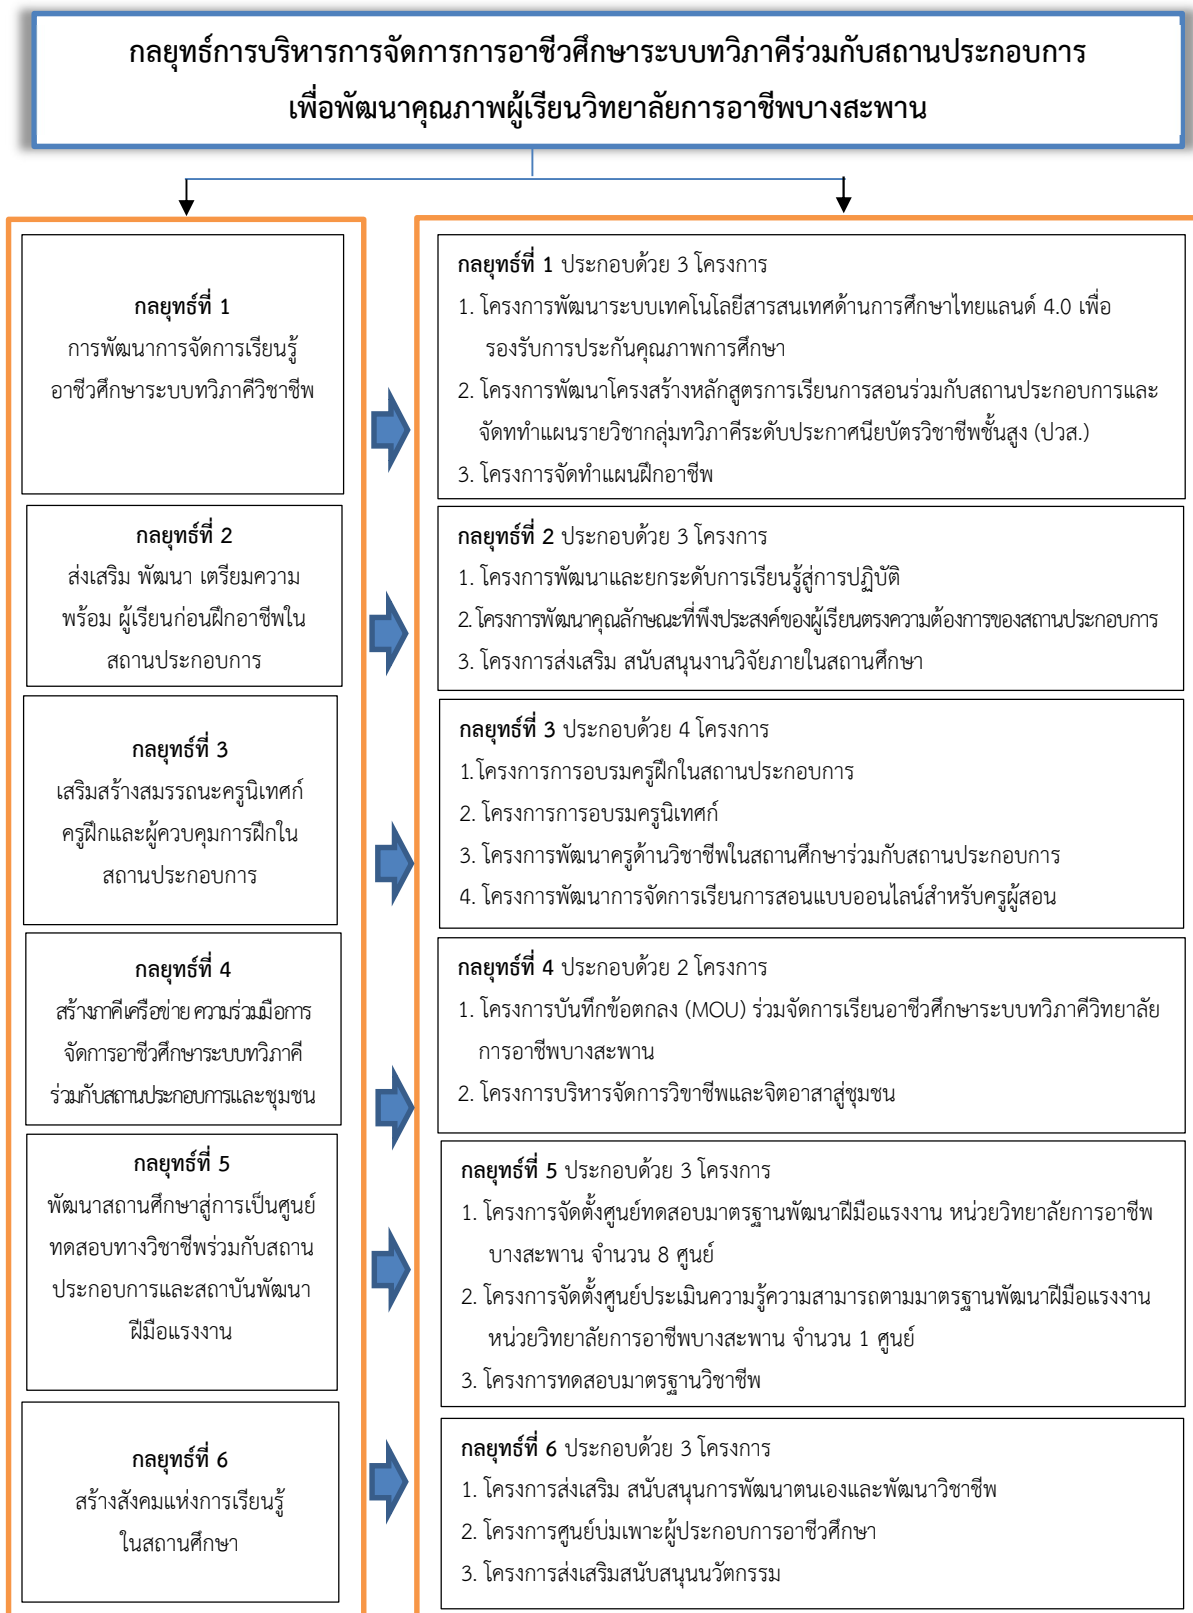 กลยุทธ์การบริหารการจัดการการอาชีวศึกษาระบบทวิภาคีร่วมกับสถานประกอบการ
เพื่อพัฒนาคุณภาพผู้เรียนวิทยาลัยการอาชีพบางสะพาน
กลยุทธ์ที่ 1
การพัฒนาการจัดการเรียนรู้
อาชีวศึกษาระบบทวิภาคีวิชาชีพ
กลยุทธ์ที่ 1 ประกอบด้วย 3 โครงการ
1. โครงการพัฒนาระบบเทคโนโลยีสารสนเทศด้านการศึกษาไทยแลนด์ 4.0 เพื่อ
รองรับการประกันคุณภาพการศึกษา
2. โครงการพัฒนาโครงสร้างหลักสูตรการเรียนการสอนร่วมกับสถานประกอบการและ
จัดททำแผนรายวิชากลุ่มทวิภาคีระดับประกาศนียบัตรวิชาชีพชั้นสูง (ปวส.)
3. โครงการจัดทำแผนฝึกอาชีพ
กลยุทธ์ที่ 2
ส่งเสริม พัฒนา เตรียมความ
พร้อม ผู้เรียนก่อนฝึกอาชีพใน
สถานประกอบการ
กลยุทธ์ที่ 2 ประกอบด้วย 3 โครงการ
1. โครงการพัฒนาและยกระดับการเรียนรู้สู่การปฏิบัติ
2. โครงการพัฒนาคุณลักษณะที่พึงประสงค์ของผู้เรียนตรงความต้องการของสถานประกอบการ
3. โครงการส่งเสริม สนับสนุนงานวิจัยภายในสถานศึกษา
กลยุทธ์ที่ 3
เสริมสร้างสมรรถนะครูนิเทศก์
ครูฝึกและผู้ควบคุมการฝึกใน
สถานประกอบการ
กลยุทธ์ที่ 3 ประกอบด้วย 4 โครงการ
1. โครงการการอบรมครูฝึกในสถานประกอบการ
2. โครงการการอบรมครูนิเทศก์
3. โครงการพัฒนาครูด้านวิชาชีพในสถานศึกษาร่วมกับสถานประกอบการ
4. โครงการพัฒนาการจัดการเรียนการสอนแบบออนไลน์สำหรับครูผู้สอน
กลยุทธ์ที่ 4
สร้างภาคีเครือข่าย ความร่วมมือการ
จัดการอาชีวศึกษาระบบทวิภาคี
ร่วมกับสถานประกอบการและชุมชน
กลยุทธ์ที่ 4 ประกอบด้วย 2 โครงการ
1. โครงการบันทึกข้อตกลง (MOU) ร่วมจัดการเรียนอาชีวศึกษาระบบทวิภาคีวิทยาลัย
การอาชีพบางสะพาน
2. โครงการบริหารจัดการวิขาชีพและจิตอาสาสู่ชุมชน
กลยุทธ์ที่ 5
พัฒนาสถานศึกษาสู่การเป็นศูนย์
ทดสอบทางวิชาชีพร่วมกับสถาน
ประกอบการและสถาบันพัฒนา
ฝีมือแรงงาน
กลยุทธ์ที่ 5 ประกอบด้วย 3 โครงการ
1. โครงการจัดตั้งศูนย์ทดสอบมาตรฐานพัฒนาฝีมือแรงงาน หน่วยวิทยาลัยการอาชีพ
บางสะพาน จำนวน 8 ศูนย์
2. โครงการจัดตั้งศูนย์ประเมินความรู้ความสามารถตามมาตรฐานพัฒนาฝีมือแรงงาน
หน่วยวิทยาลัยการอาชีพบางสะพาน จำนวน 1 ศูนย์
3. โครงการทดสอบมาตรฐานวิชาชีพ
กลยุทธ์ที่ 6
สร้างสังคมแห่งการเรียนรู้
ในสถานศึกษา
กลยุทธ์ที่ 6 ประกอบด้วย 3 โครงการ
1. โครงการส่งเสริม สนับสนุนการพัฒนาตนเองและพัฒนาวิชาชีพ
2. โครงการศูนย์บ่มเพาะผู้ประกอบการอาชีวศึกษา
3. โครงการส่งเสริมสนับสนุนนวัตกรรม